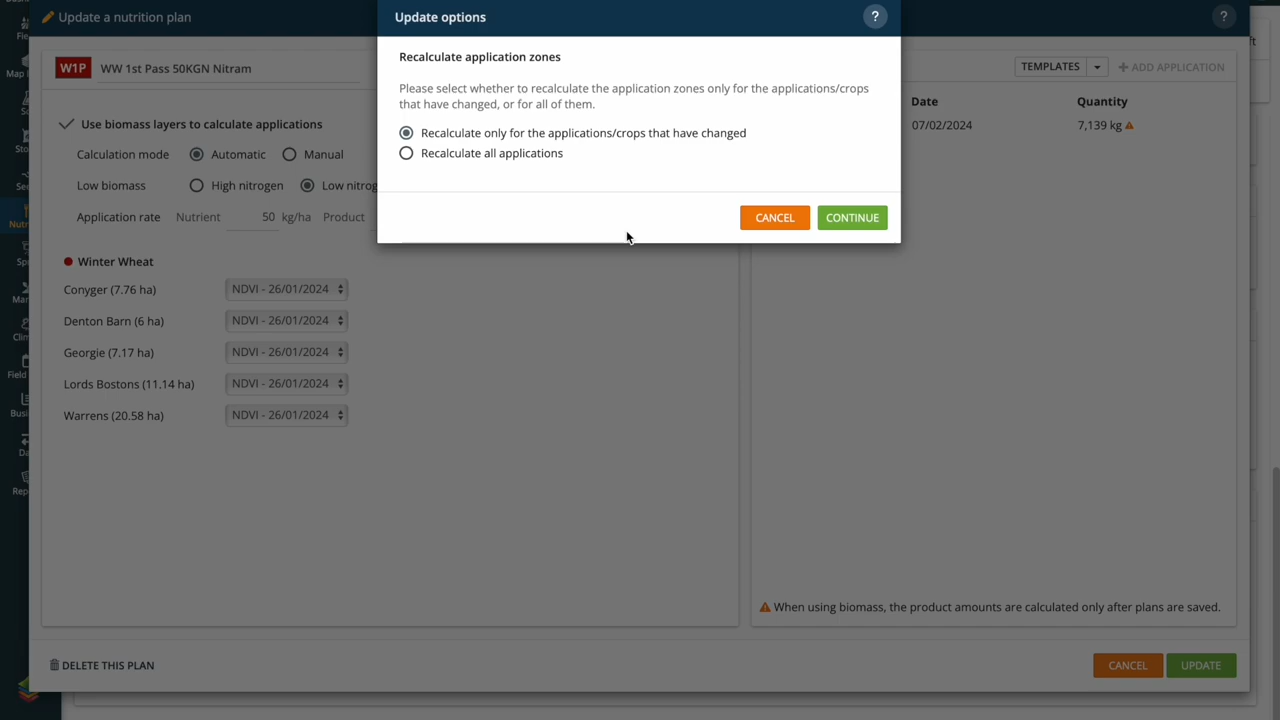 Update a nutrition plan
?
Update options
?
Recalculate application zones
Please select whether to recalculate the application zones only for the applications/crops
that have changed, or for all of them.
Recalculate only for the applications/crops that have changed
Recalculate all applications
CANCEL
CONTINUE
W1P
WW 1st Pass 50KGN Nitram
Use biomass layers to calculate applications
Calculation mode
Automatic
Manual
Low biomass
High nitrogen
Low nitrog
Application rate
Nutrient
50 kg/ha
Product
Winter Wheat
Conyger (7.76 ha)
NDVI - 26/01/2024
Denton Barn (6 ha)
NDVI - 26/01/2024
Georgie (7.17 ha)
NDVI - 26/01/2024
Lords Bostons (11.14 ha)
NDVI - 26/01/2024
Warrens (20.58 ha)
NDVI - 26/01/2024
TEMPLATES
+ ADD APPLICATION
Date
Quantity
07/02/2024
7,139 kg
When using biomass, the product amounts are calculated only after plans are saved.
DELETE THIS PLAN
CANCEL
UPDATE